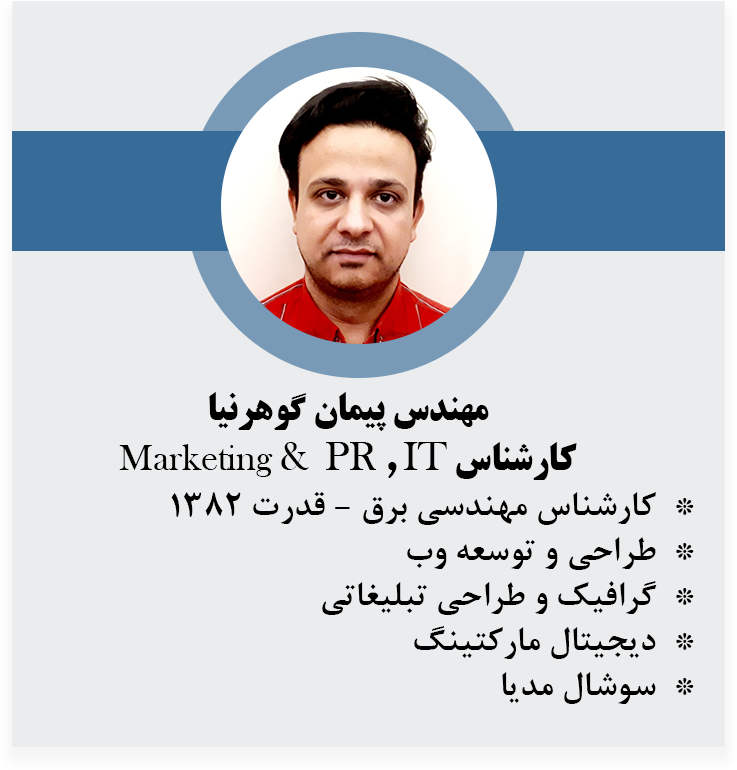 مهندس پیمان گوهرنیا
کارشناس IT , PR & Marketing
❊ کارشناس مهندسی برق - قدرت ۱۳۸۲
❊ طراحی و توسعه وب
❊ گرافیک و طراحی تبلیغاتی
❊ دیجیتال مارکتینگ
❊ سوشال مدیا